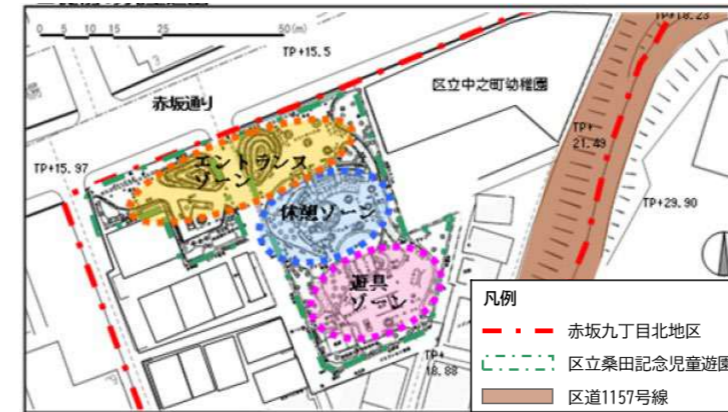 0 5 10 15 25 50(m)
TP+15.5
TP+18.23
区立中之町幼稚園
赤坂通り
TP+
21.49
TP+15.97
エントランス
ゾーン
休憩ゾーン
TP+29.90
遊具
ゾーン
TP+
18.88
凡例
赤坂九丁目北地区
区立桑田記念児童遊園
区道1157号線